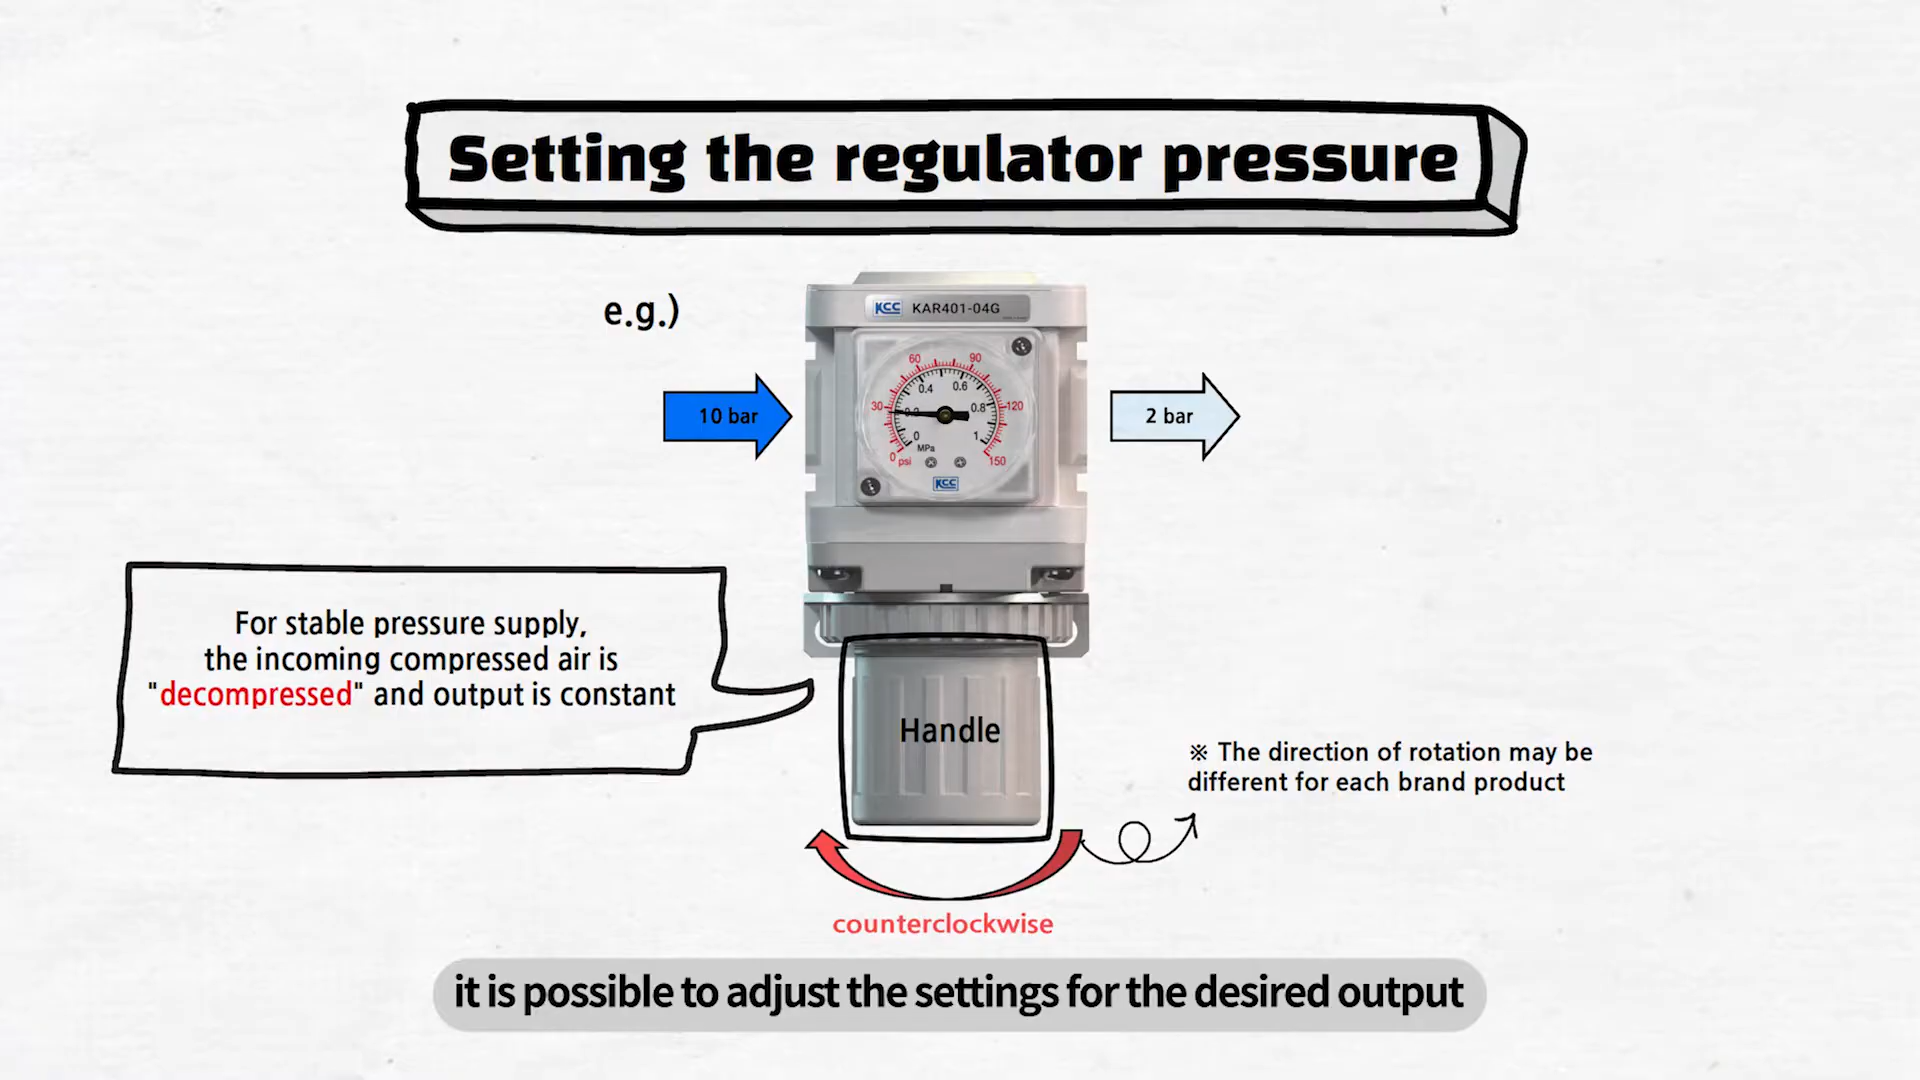 Setting the regulator pressure
e.g.)
KCC KAR401-04G
60 90
0.4 0.6
30 0.2 0.8 120
0 MPa 1
0 psi 150
KCC
10 bar
2 bar
For stable pressure supply,
the incoming compressed air is
"decompressed" and output is constant
Handle
※ The direction of rotation may be
different for each brand product
counterclockwise
it is possible to adjust the settings for the desired output